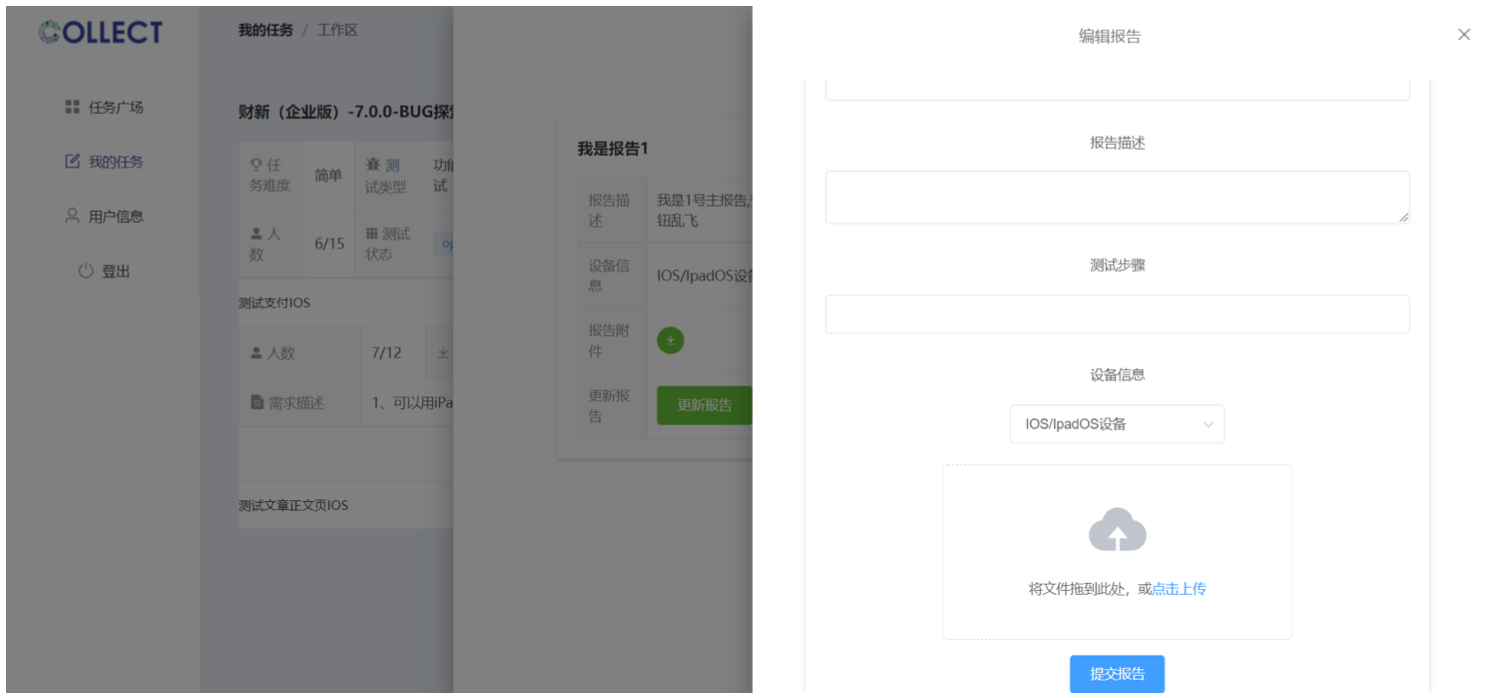 COLLECT
任务广场
我的任务
用户信息
登出
我的任务 / 工作区
财新（企业版）-7.0.0-BUG探
任务难度
简单
测试类型
功能
试
人数
6/15
测试状态
op
测试支付IOS
人数
7/12
需求描述
1、可以用iPa
测试文章正文页IOS
我是报告1
报告描述
我是1号主报告,
钮乱飞
设备信息
IOS/IpadOS设
报告附件
更新报告
更新报告
编辑报告
报告描述
测试步骤
设备信息
IOS/IpadOS设备
将文件拖到此处，或点击上传
提交报告